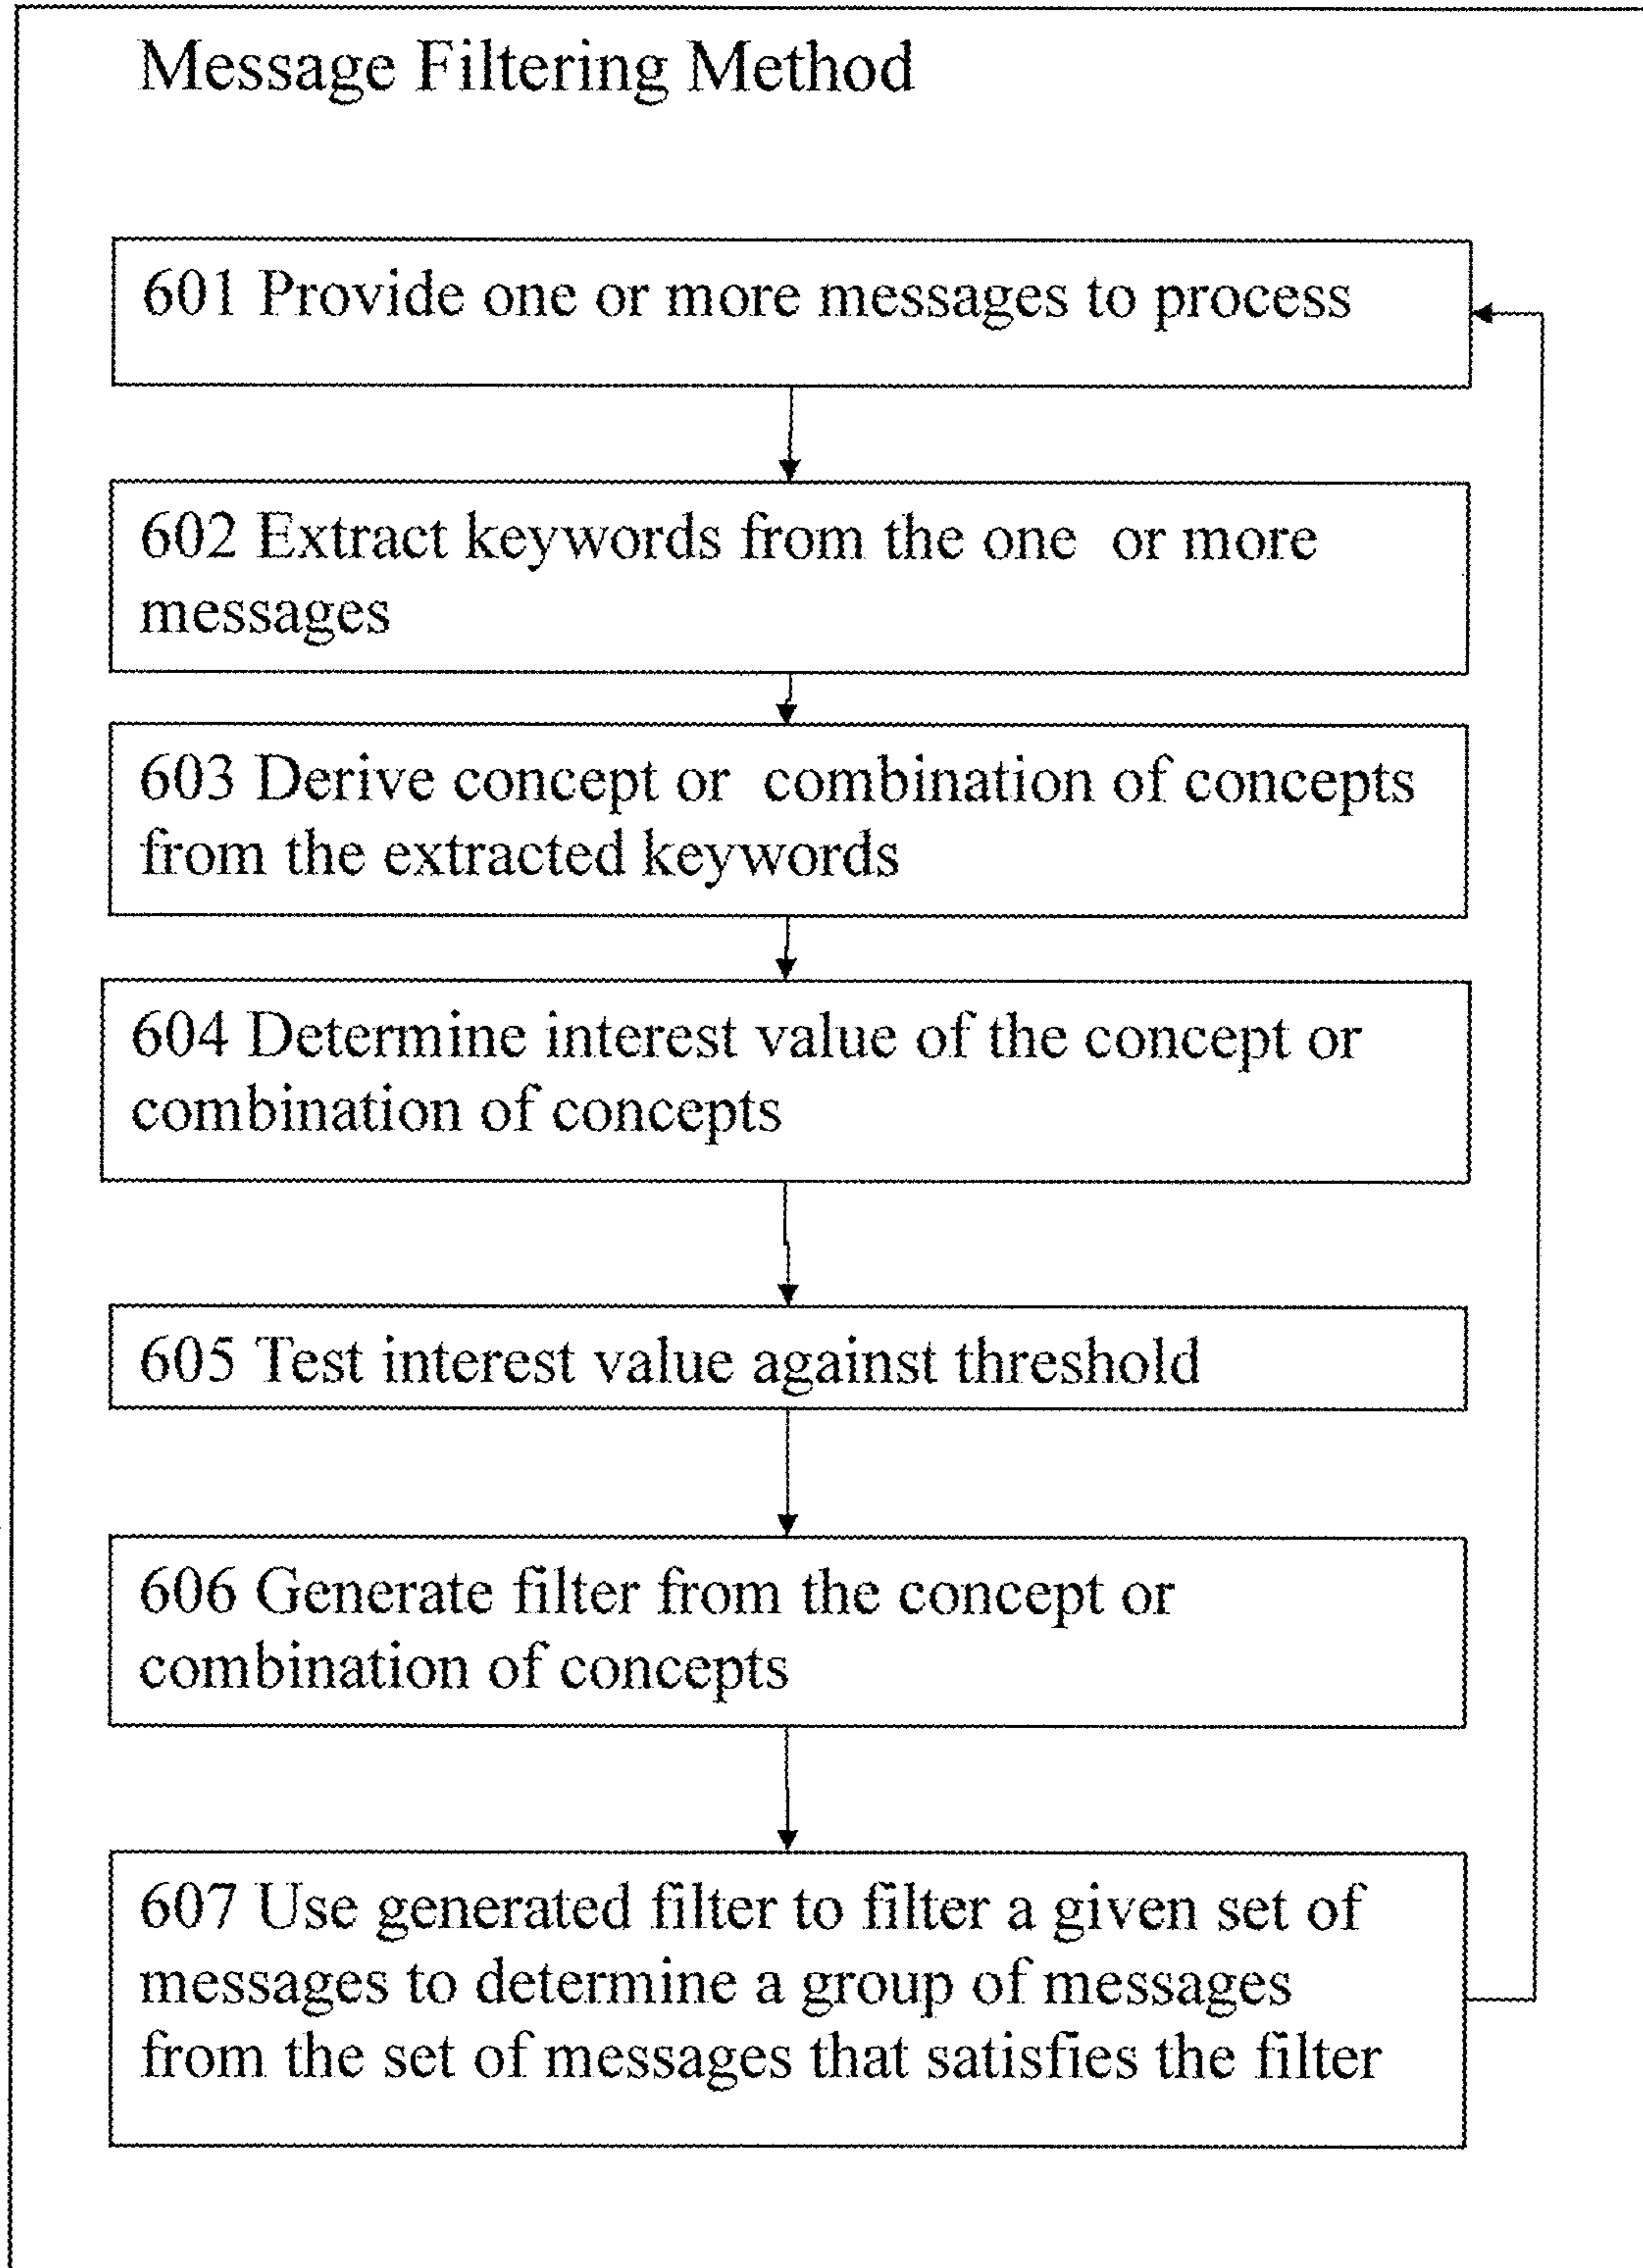 Message Filtering Method
601 Provide one or more messages to process
602 Extract keywords from the one or more
messages
603 Derive concept or combination of concepts
from the extracted keywords
604 Determine interest value of the concept or
combination of concepts
605 Test interest value against threshold
606 Generate filter from the concept or
combination of concepts
607 Use generated filter to filter a given set of
messages to determine a group of messages
from the set of messages that satisfies the filter